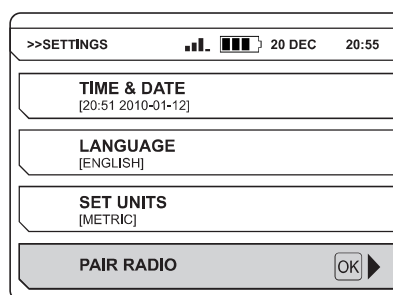 >>SETTINGS 20 DEC 20:55
TIME & DATE
[20:51 2010-01-12]
LANGUAGE
[ENGLISH]
SET UNITS
[METRIC]
PAIR RADIO OK